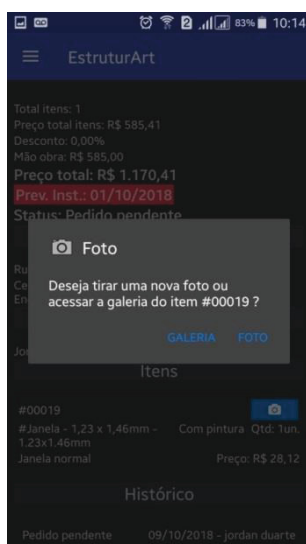 2 83% 10:14
EstruturArt
Total itens: 1
Preço total itens: R$ 585,41
Desconto: 0,00%
Mão obra: R$ 585,00
Preço total: R$ 1.170,41
Prev. Inst.: 01/10/2018
Status: Pedido pendente
Foto
Deseja tirar uma nova foto ou
acessar a galeria do item #00019 ?
GALERIA FOTO
Itens
#00019
#Janela - 1,23 x 1,46mm - Com pintura Qtd: 1un.
1.23x1.46mm
Janela normal Preço: R$ 28,12
Histórico
Pedido pendente 09/10/2018 - jordan duarte